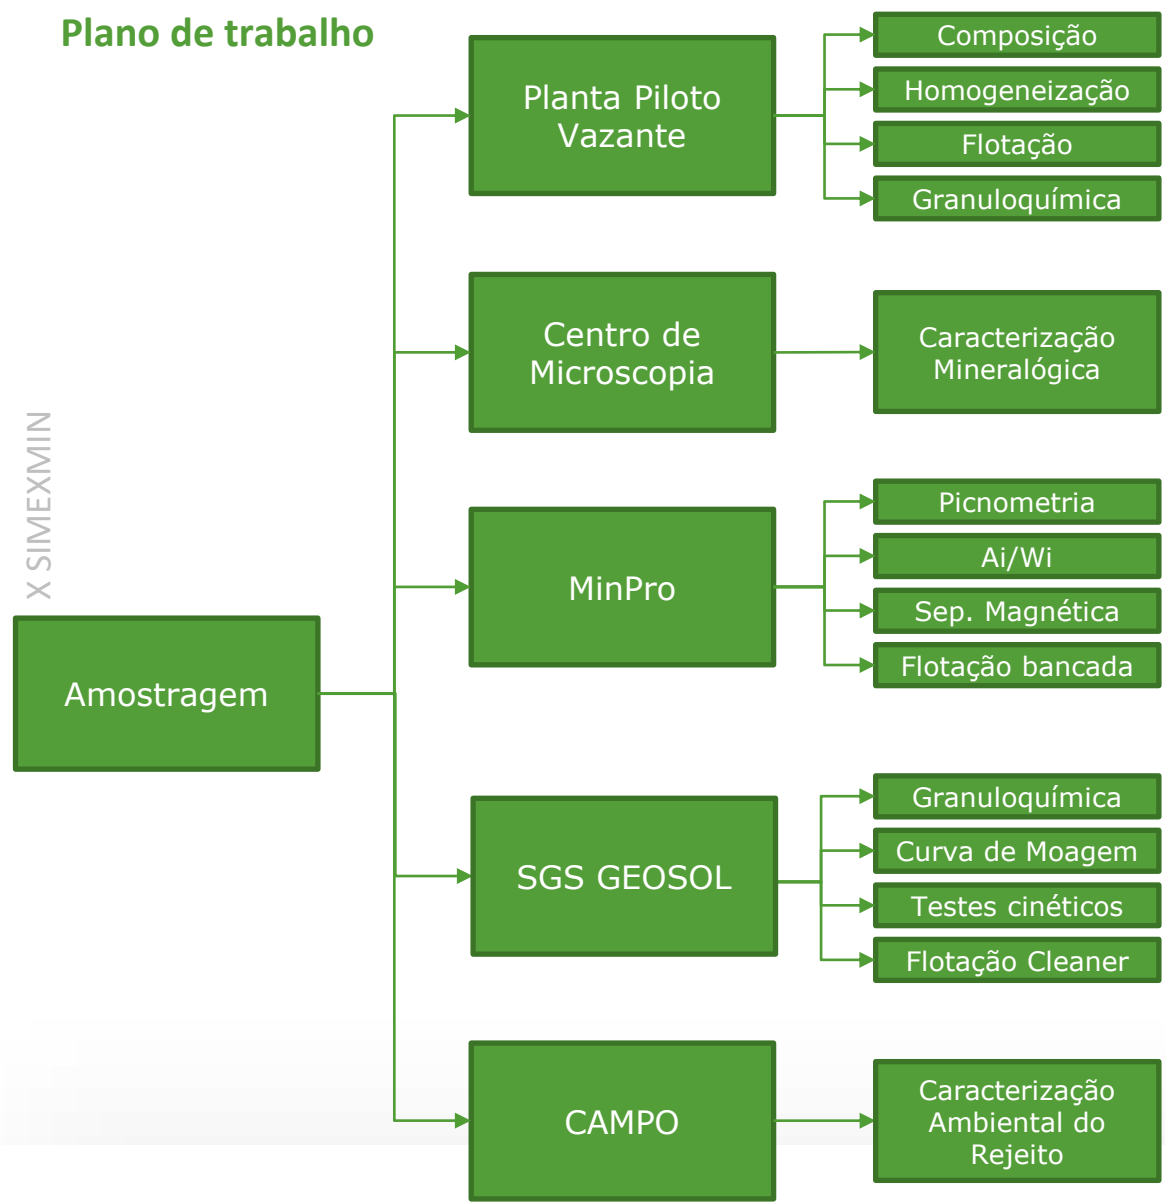 Plano de trabalho
X SIMEXMIN
Amostragem
Planta Piloto
Vazante
Composição
Homogeneização
Flotação
Granuloquímica
Centro de
Microscopia
Caracterização
Mineralógica
MinPro
Picnometria
Ai/Wi
Sep. Magnética
Flotação bancada
SGS GEOSOL
Granuloquímica
Curva de Moagem
Testes cinéticos
Flotação Cleaner
CAMPO
Caracterização
Ambiental do
Rejeito